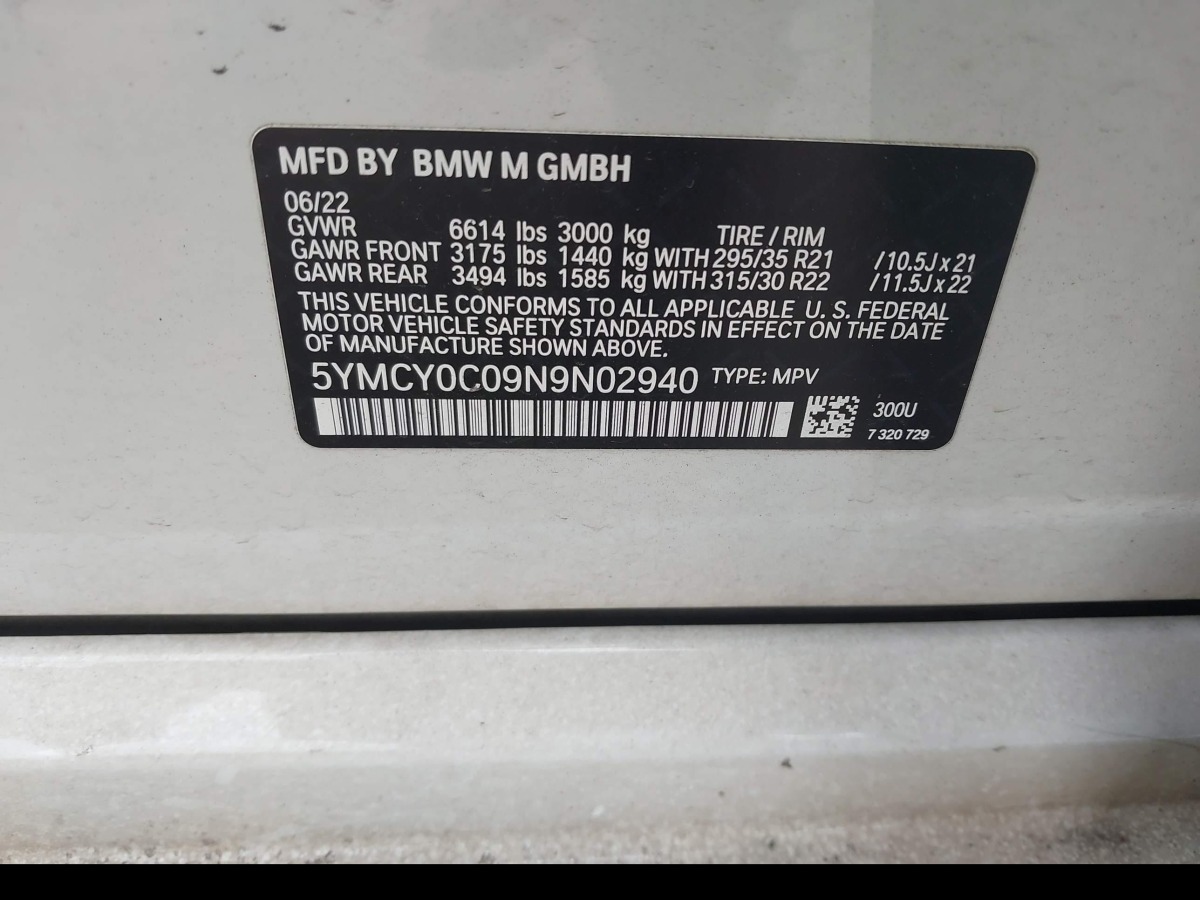 MFD BY BMW M GMBH
06/22
GVWR 6614 lbs 3000 kg TIRE / RIM
GAWR FRONT 3175 lbs 1440 kg WITH 295/35 R21 /10.5J x 21
GAWR REAR 3494 lbs 1585 kg WITH 315/30 R22 /11.5J x 22
THIS VEHICLE CONFORMS TO ALL APPLICABLE U. S. FEDERAL
MOTOR VEHICLE SAFETY STANDARDS IN EFFECT ON THE DATE
OF MANUFACTURE SHOWN ABOVE.
5YMCY0C09N9N02940 TYPE: MPV
300U
7 320 729